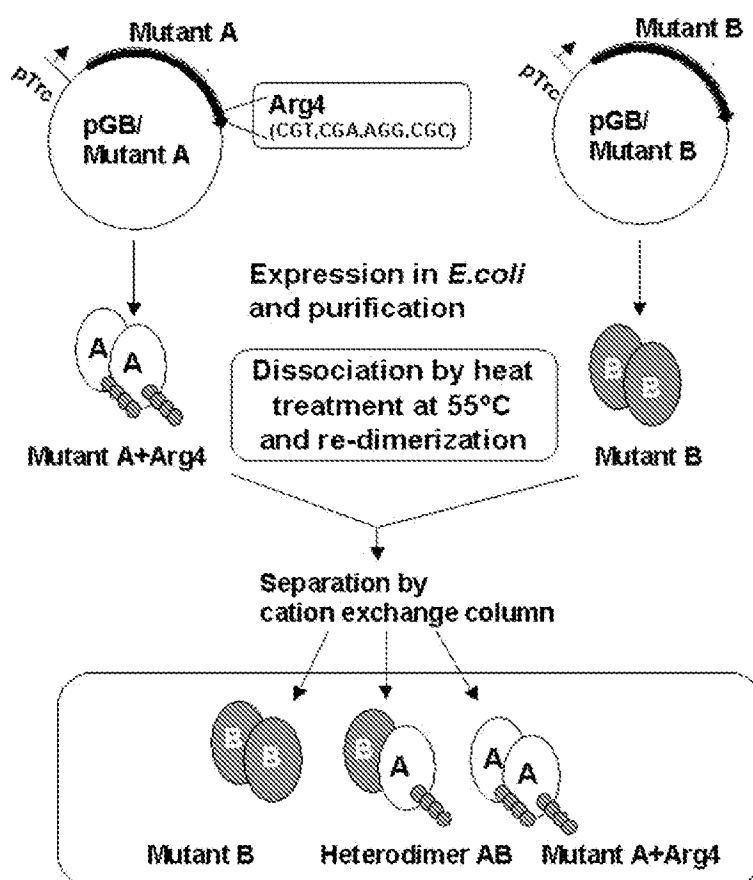 Mutant A
Mutant B
pTrc
pTrc
pGB/
Mutant A
Arg4
(CGT,CGA,AGG,CGC)
pGB/
Mutant B
Expression in E.coli
and purification
A
A
B
B
Dissociation by heat
treatment at 55°C
and re-dimerization
Mutant A+Arg4
Mutant B
Separation by
cation exchange column
B
B
B
A
A
A
Mutant B
Heterodimer AB
Mutant A+Arg4